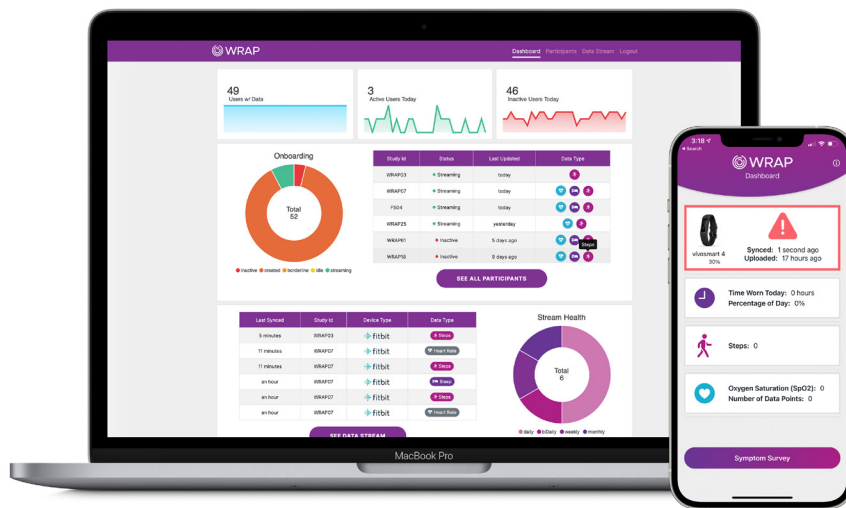 WRAP
Dashboard Participants Data Stream Logout
49
Users w/ Data
3
Active Users Today
46
Inactive Users Today
Onboarding
Total
52
inactive created borderline idle streaming
Study Id Status Last Updated Data Type
WRAP03 Streaming today
WRAP07 Streaming today
FS04 Streaming today
WRAP25 Streaming yesterday
WRAP61 Inactive 5 days ago
Steps
WRAP18 Inactive 9 days ago
SEE ALL PARTICIPANTS
Last Synced Study Id Device Type Data Type
5 minutes WRAP03 fitbit Steps
11 minutes WRAP07 fitbit Heart Rate
11 minutes WRAP07 fitbit Steps
an hour WRAP07 fitbit Sleep
an hour WRAP07 fitbit Steps
an hour WRAP07 fitbit Heart Rate
SEE DATA STREAM
Stream Health
Total
6
daily biDaily weekly monthly
MacBook Pro
3:18
Search
WRAP
Dashboard
vivosmart 4
30%
Synced: 1 second ago
Uploaded: 17 hours ago
Time Worn Today: 0 hours
Percentage of Day: 0%
Steps: 0
Oxygen Saturation (SpO2): 0
Number of Data Points: 0
Symptom Survey